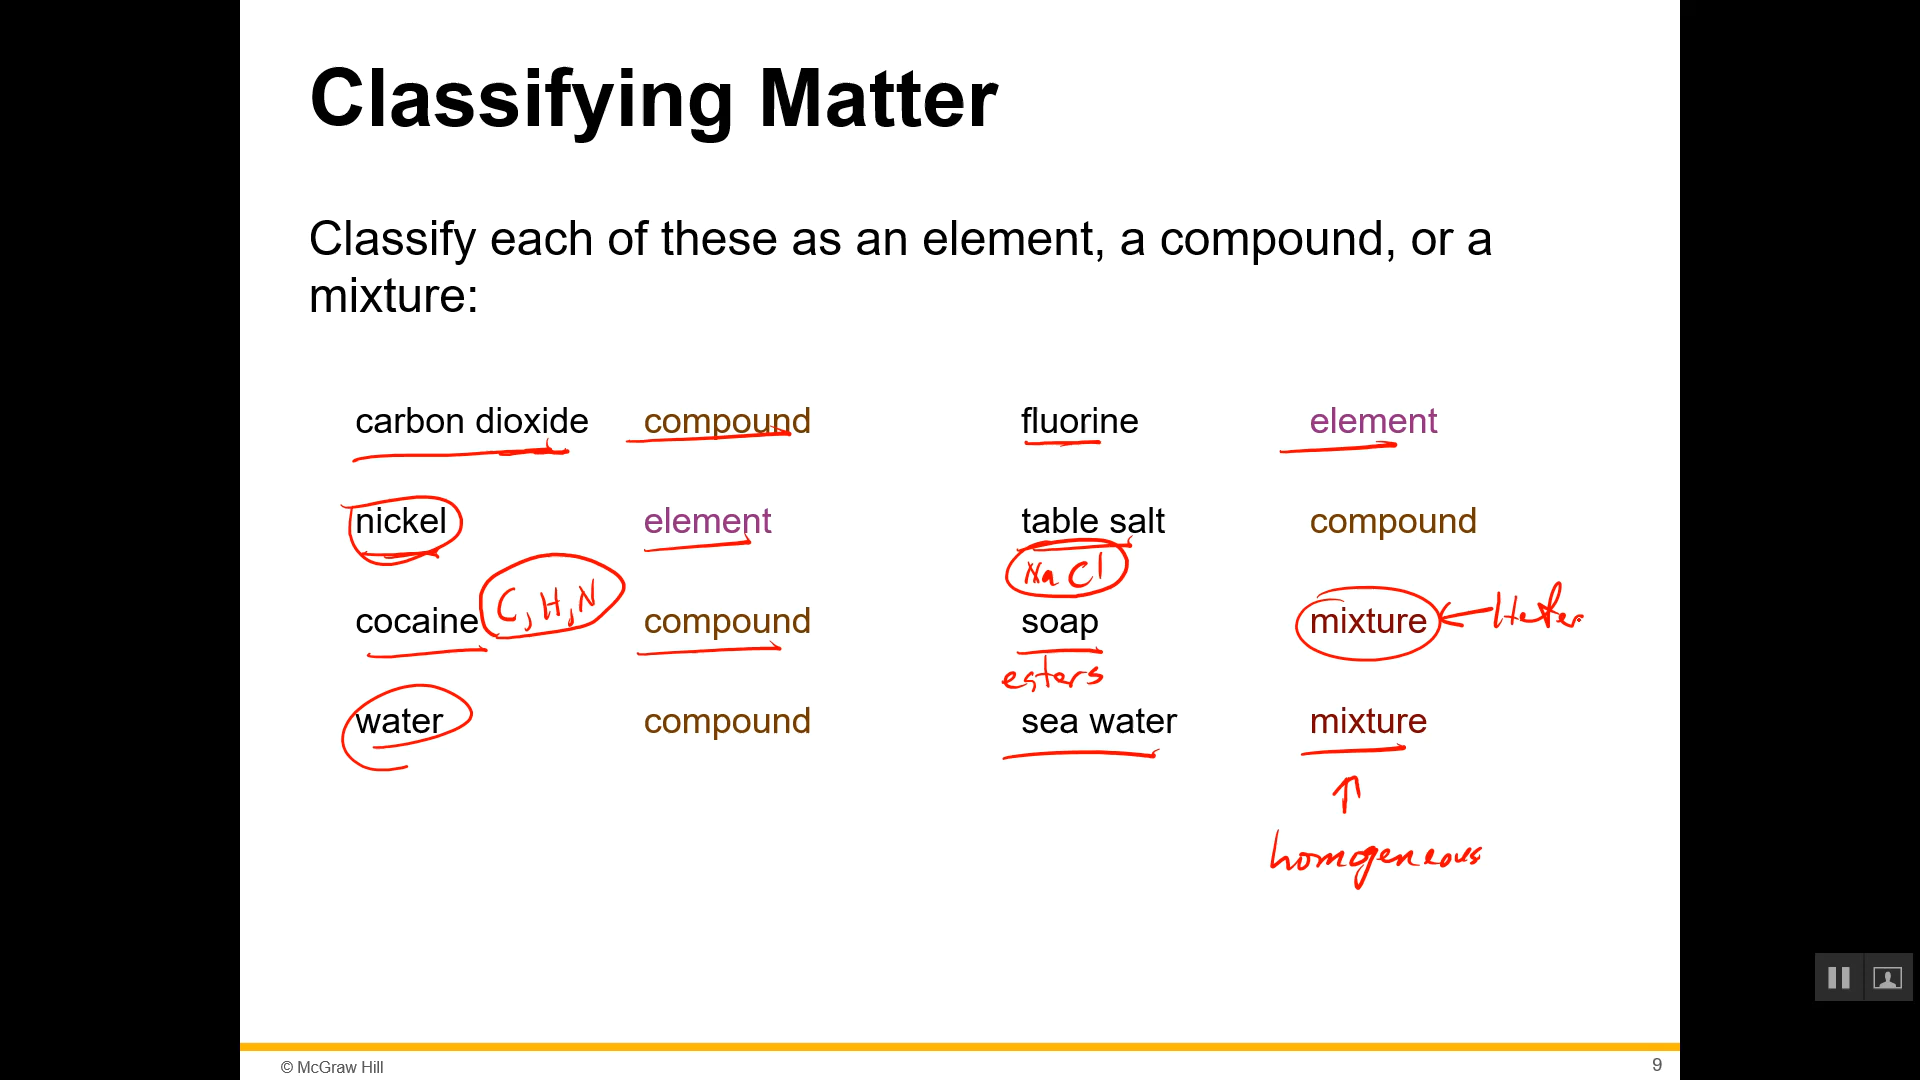 Classifying Matter
Classify each of these as an element, a compound, or a
mixture:
carbon dioxide compound fluorine element
nickel element table salt compound
NaCl
cocaine C, H, N compound soap mixture ← Heter.
esters
water compound sea water mixture
↑
homogeneous
© McGraw Hill 9